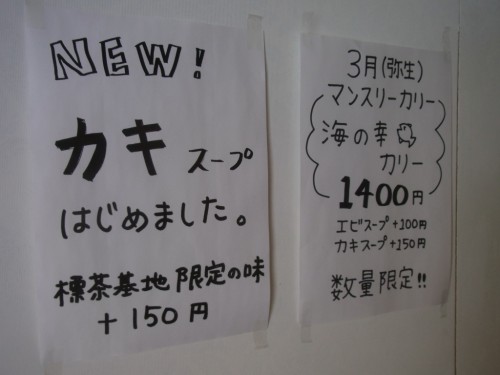 NEW!
カキ スープ
はじめました。
標茶基地限定の味
+150円
3月(弥生)
マンスリーカリー
海の幸
カリー
1400円
エビスープ+100円
カキスープ+150円
数量限定!!